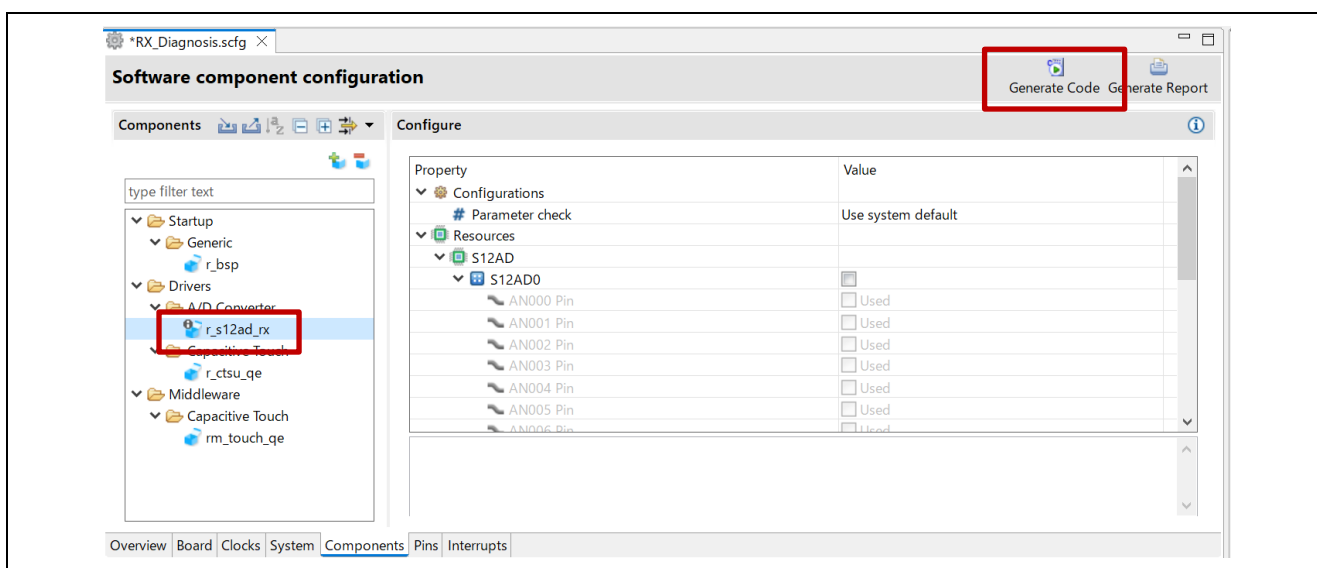 *RX_Diagnosis.scfg
Software component configuration
Generate Code Generate Report
Components
Configure
type filter text
Startup
Generic
r_bsp
Drivers
A/D Converter
r_s12ad_rx
Capacitive Touch
r_ctsu_qe
Middleware
Capacitive Touch
rm_touch_qe
Property Value
Configurations
# Parameter check Use system default
Resources
S12AD
S12AD0
AN000 Pin Used
AN001 Pin Used
AN002 Pin Used
AN003 Pin Used
AN004 Pin Used
AN005 Pin Used
AN006 Pin Used
Overview Board Clocks System Components Pins Interrupts